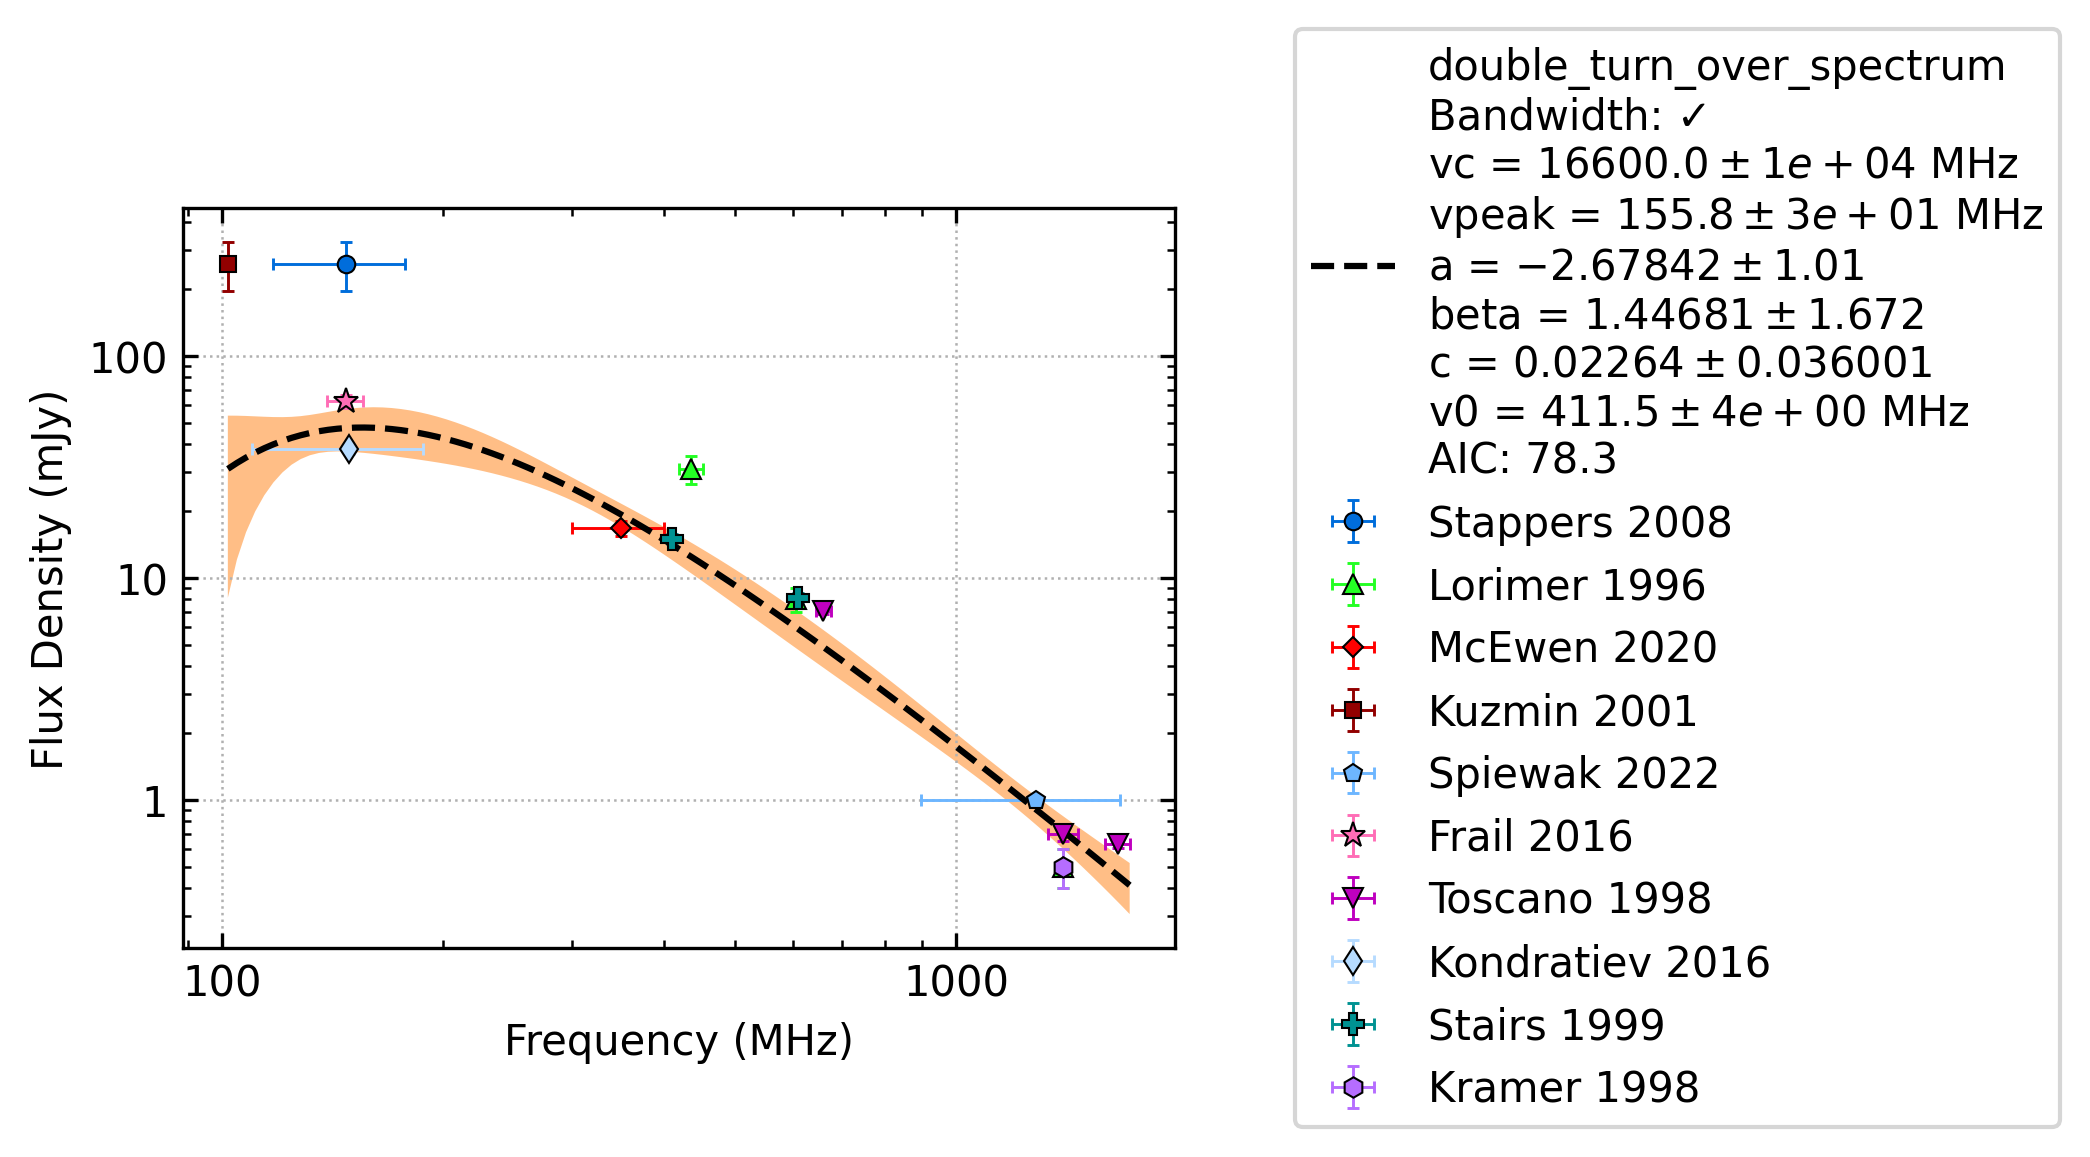 100
10
1
Flux Density (mJy)
100
1000
Frequency (MHz)
double_turn_over_spectrum
Bandwidth: ✓
vc = 16600.0 ± 1e + 04 MHz
vpeak = 155.8 ± 3e + 01 MHz
a = −2.67842 ± 1.01
beta = 1.44681 ± 1.672
c = 0.02264 ± 0.036001
v0 = 411.5 ± 4e + 00 MHz
AIC: 78.3
Stappers 2008
Lorimer 1996
McEwen 2020
Kuzmin 2001
Spiewak 2022
Frail 2016
Toscano 1998
Kondratiev 2016
Stairs 1999
Kramer 1998